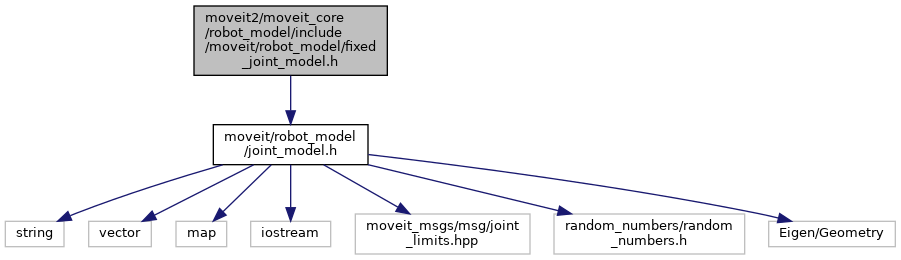 moveit2/moveit_core
/robot_model/include
/moveit/robot_model/fixed
_joint_model.h
moveit/robot_model
/joint_model.h
string
vector
map
iostream
moveit_msgs/msg/joint
_limits.hpp
random_numbers/random
_numbers.h
Eigen/Geometry